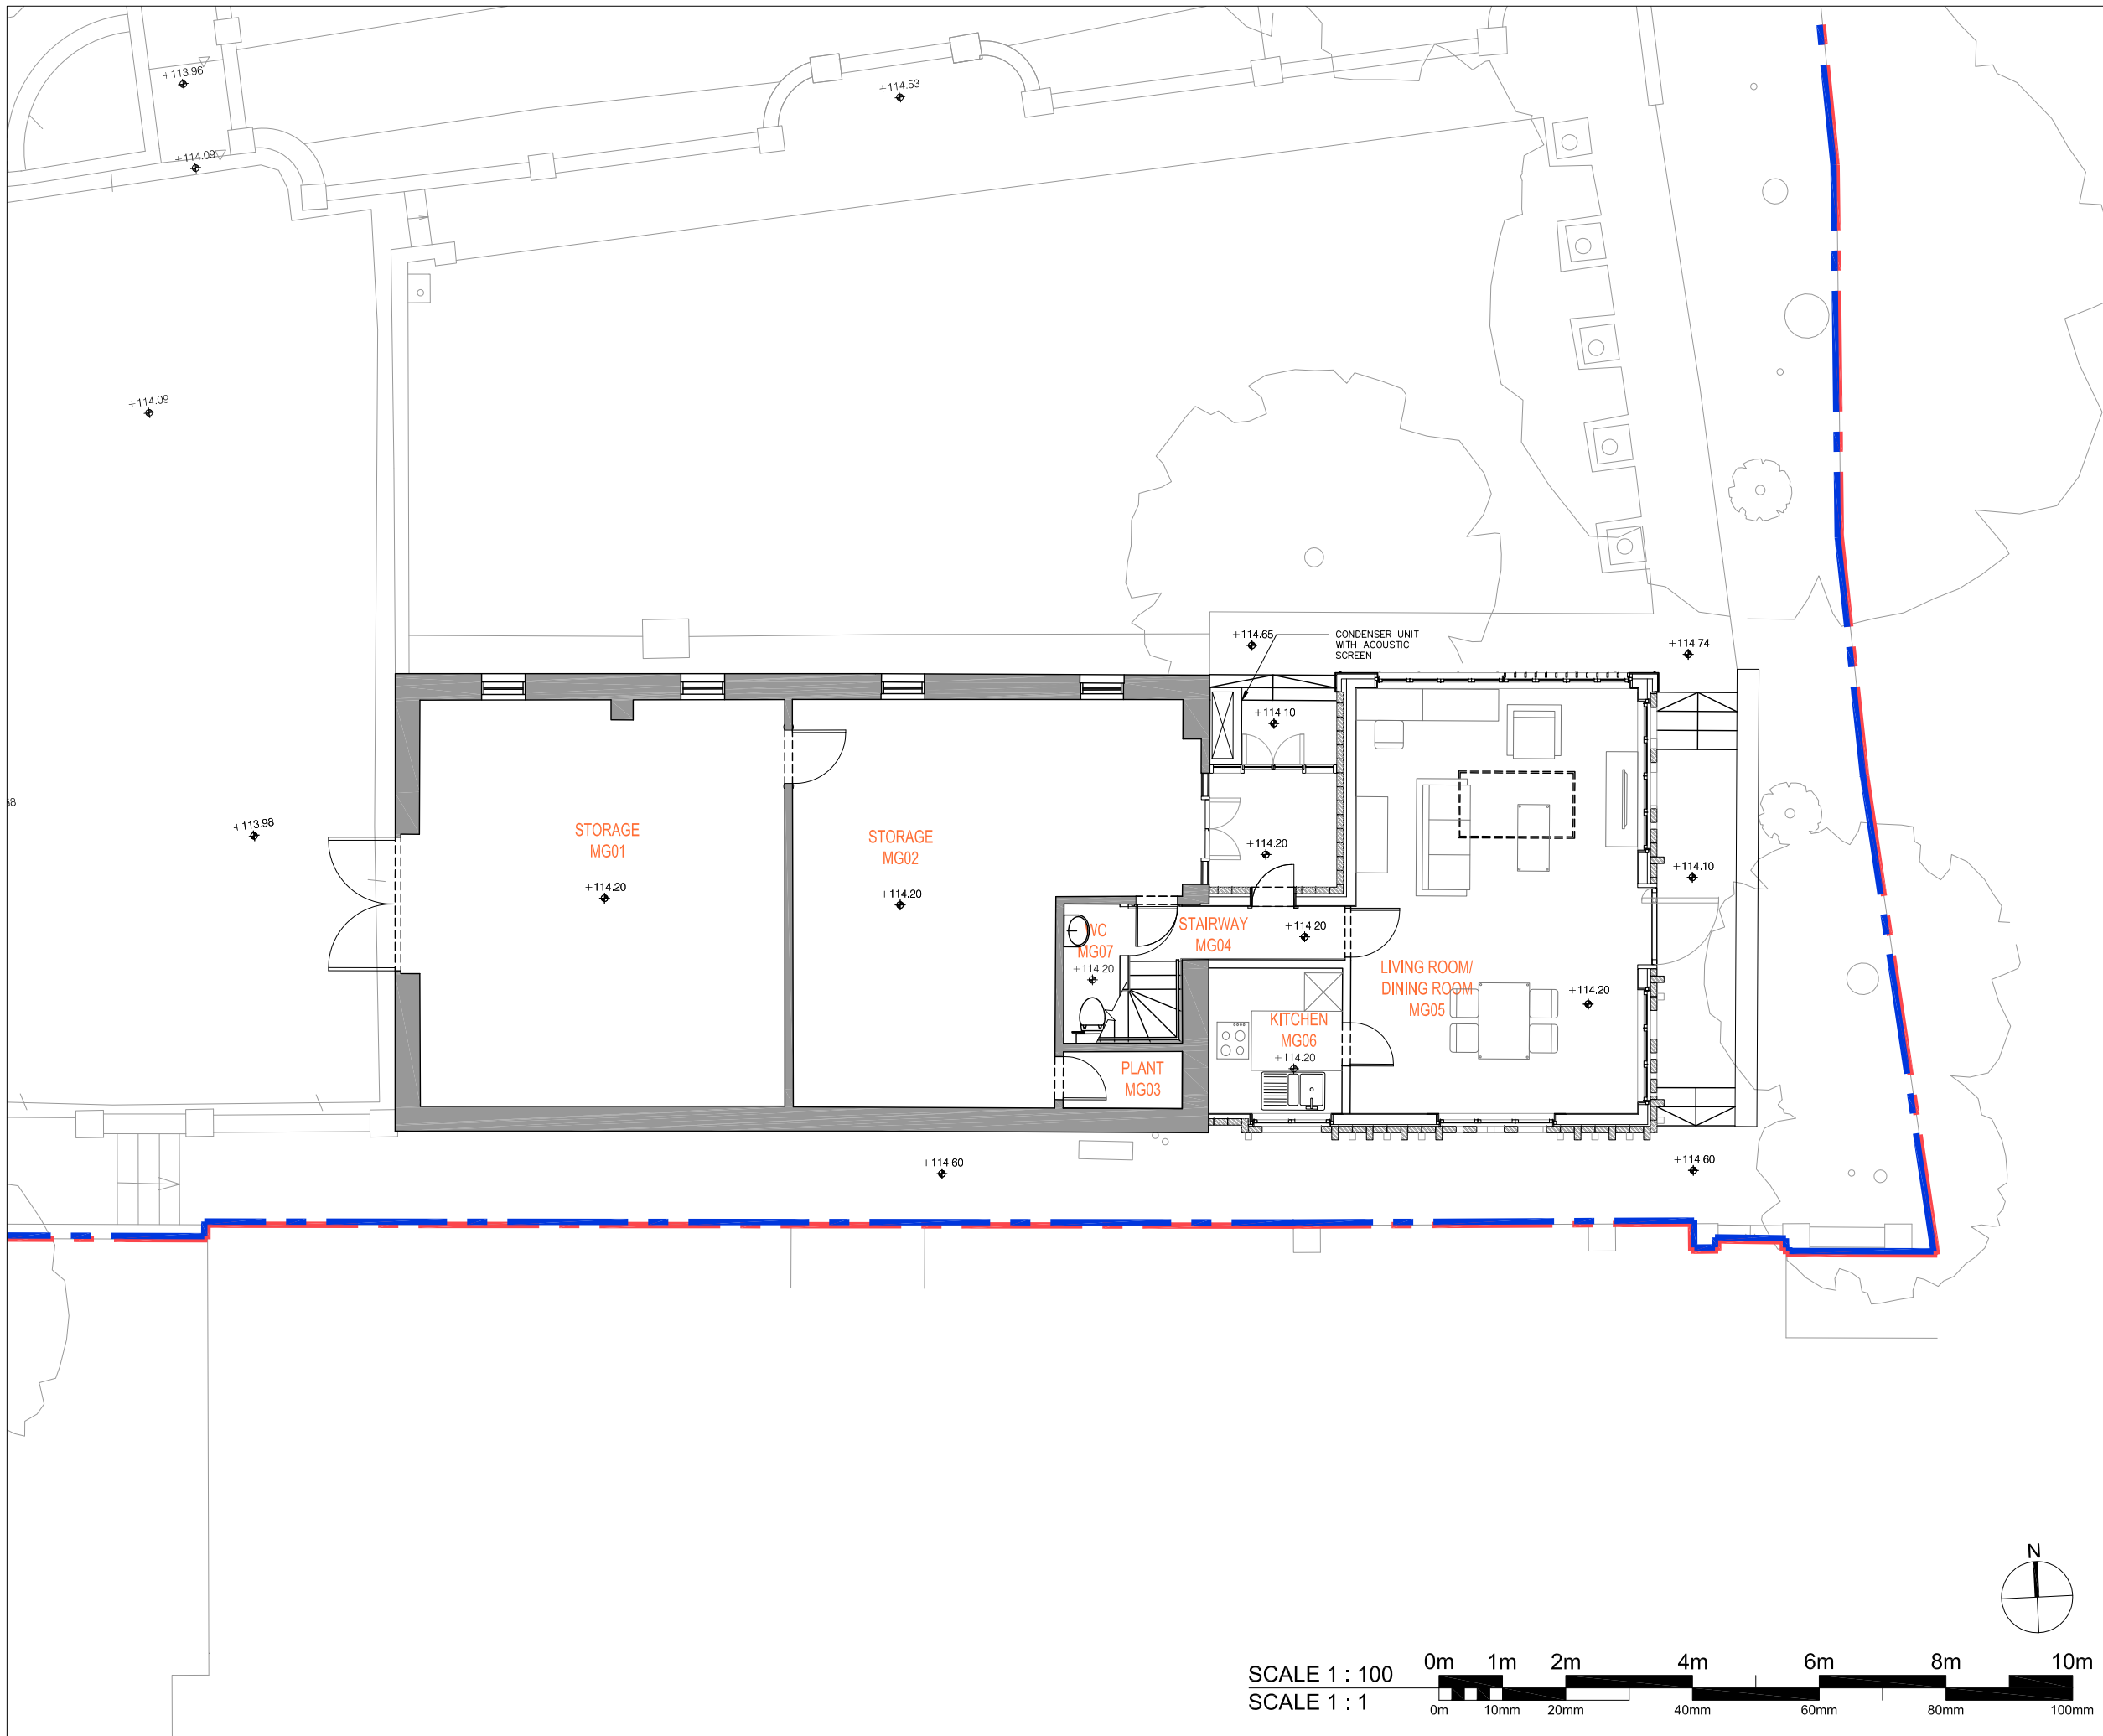 +113.96
+114.53
+114.09
+114.09
+114.65
CONDENSER UNIT
WITH ACOUSTIC
SCREEN
+114.74
+114.10
+113.98
STORAGE
MG01
+114.20
STORAGE
MG02
+114.20
+114.20
+114.10
WC
MG07
+114.20
STAIRWAY
MG04
+114.20
LIVING ROOM/
DINING ROOM
MG05
+114.20
KITCHEN
MG06
+114.20
PLANT
MG03
+114.60
+114.60
N
SCALE 1 : 100
0m 1m 2m 4m 6m 8m 10m
SCALE 1 : 1
0m 10mm 20mm 40mm 60mm 80mm 100mm